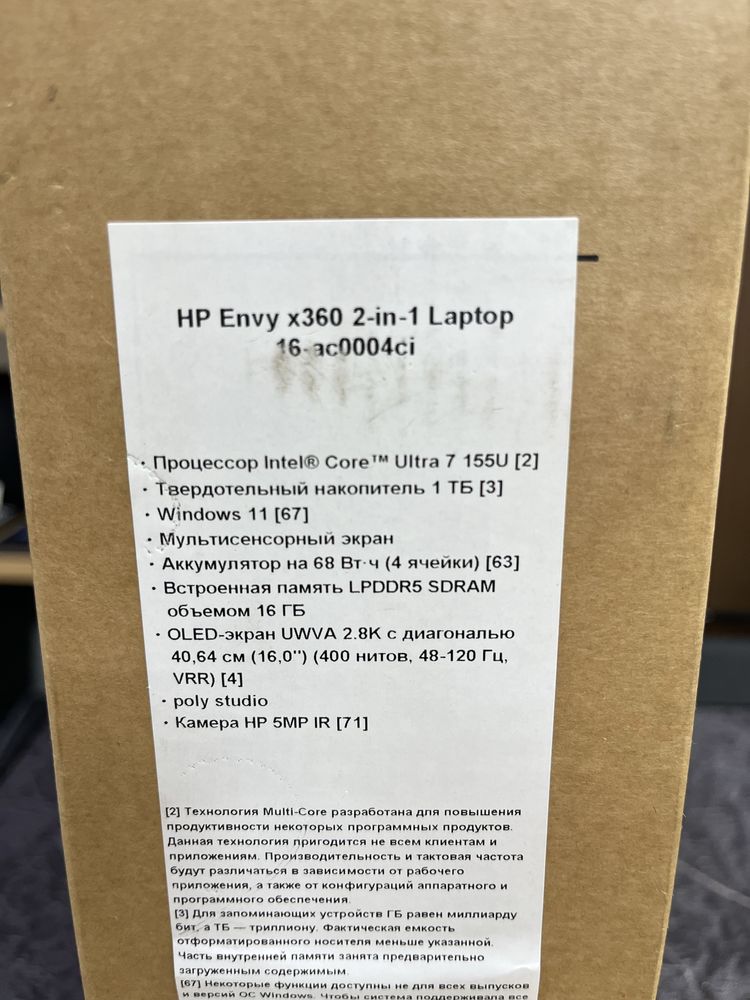 HP Envy x360 2-in-1 Laptop
16-ac0004ci
· Процессор Intel® Core™ Ultra 7 155U [2]
· Твердотельный накопитель 1 ТБ [3]
· Windows 11 [67]
· Мультисенсорный экран
· Аккумулятор на 68 Вт·ч (4 ячейки) [63]
· Встроенная память LPDDR5 SDRAM
объемом 16 ГБ
· OLED-экран UWVA 2.8K с диагональю
40,64 см (16,0") (400 нитов, 48-120 Гц,
VRR) [4]
· poly studio
· Камера HP 5MP IR [71]
[2] Технология Multi-Core разработана для повышения
продуктивности некоторых программных продуктов.
Данная технология пригодится не всем клиентам и
приложениям. Производительность и тактовая частота
будут различаться в зависимости от рабочего
приложения, а также от конфигураций аппаратного и
программного обеспечения.
[3] Для запоминающих устройств ГБ равен миллиарду
бит, а ТБ — триллиону. Фактическая емкость
отформатированного носителя меньше указанной.
Часть внутренней памяти занята предварительно
загруженным содержимым.
[67] Некоторые функции доступны не для всех выпусков
и версий ОС Windows. Чтобы система поддерживала все